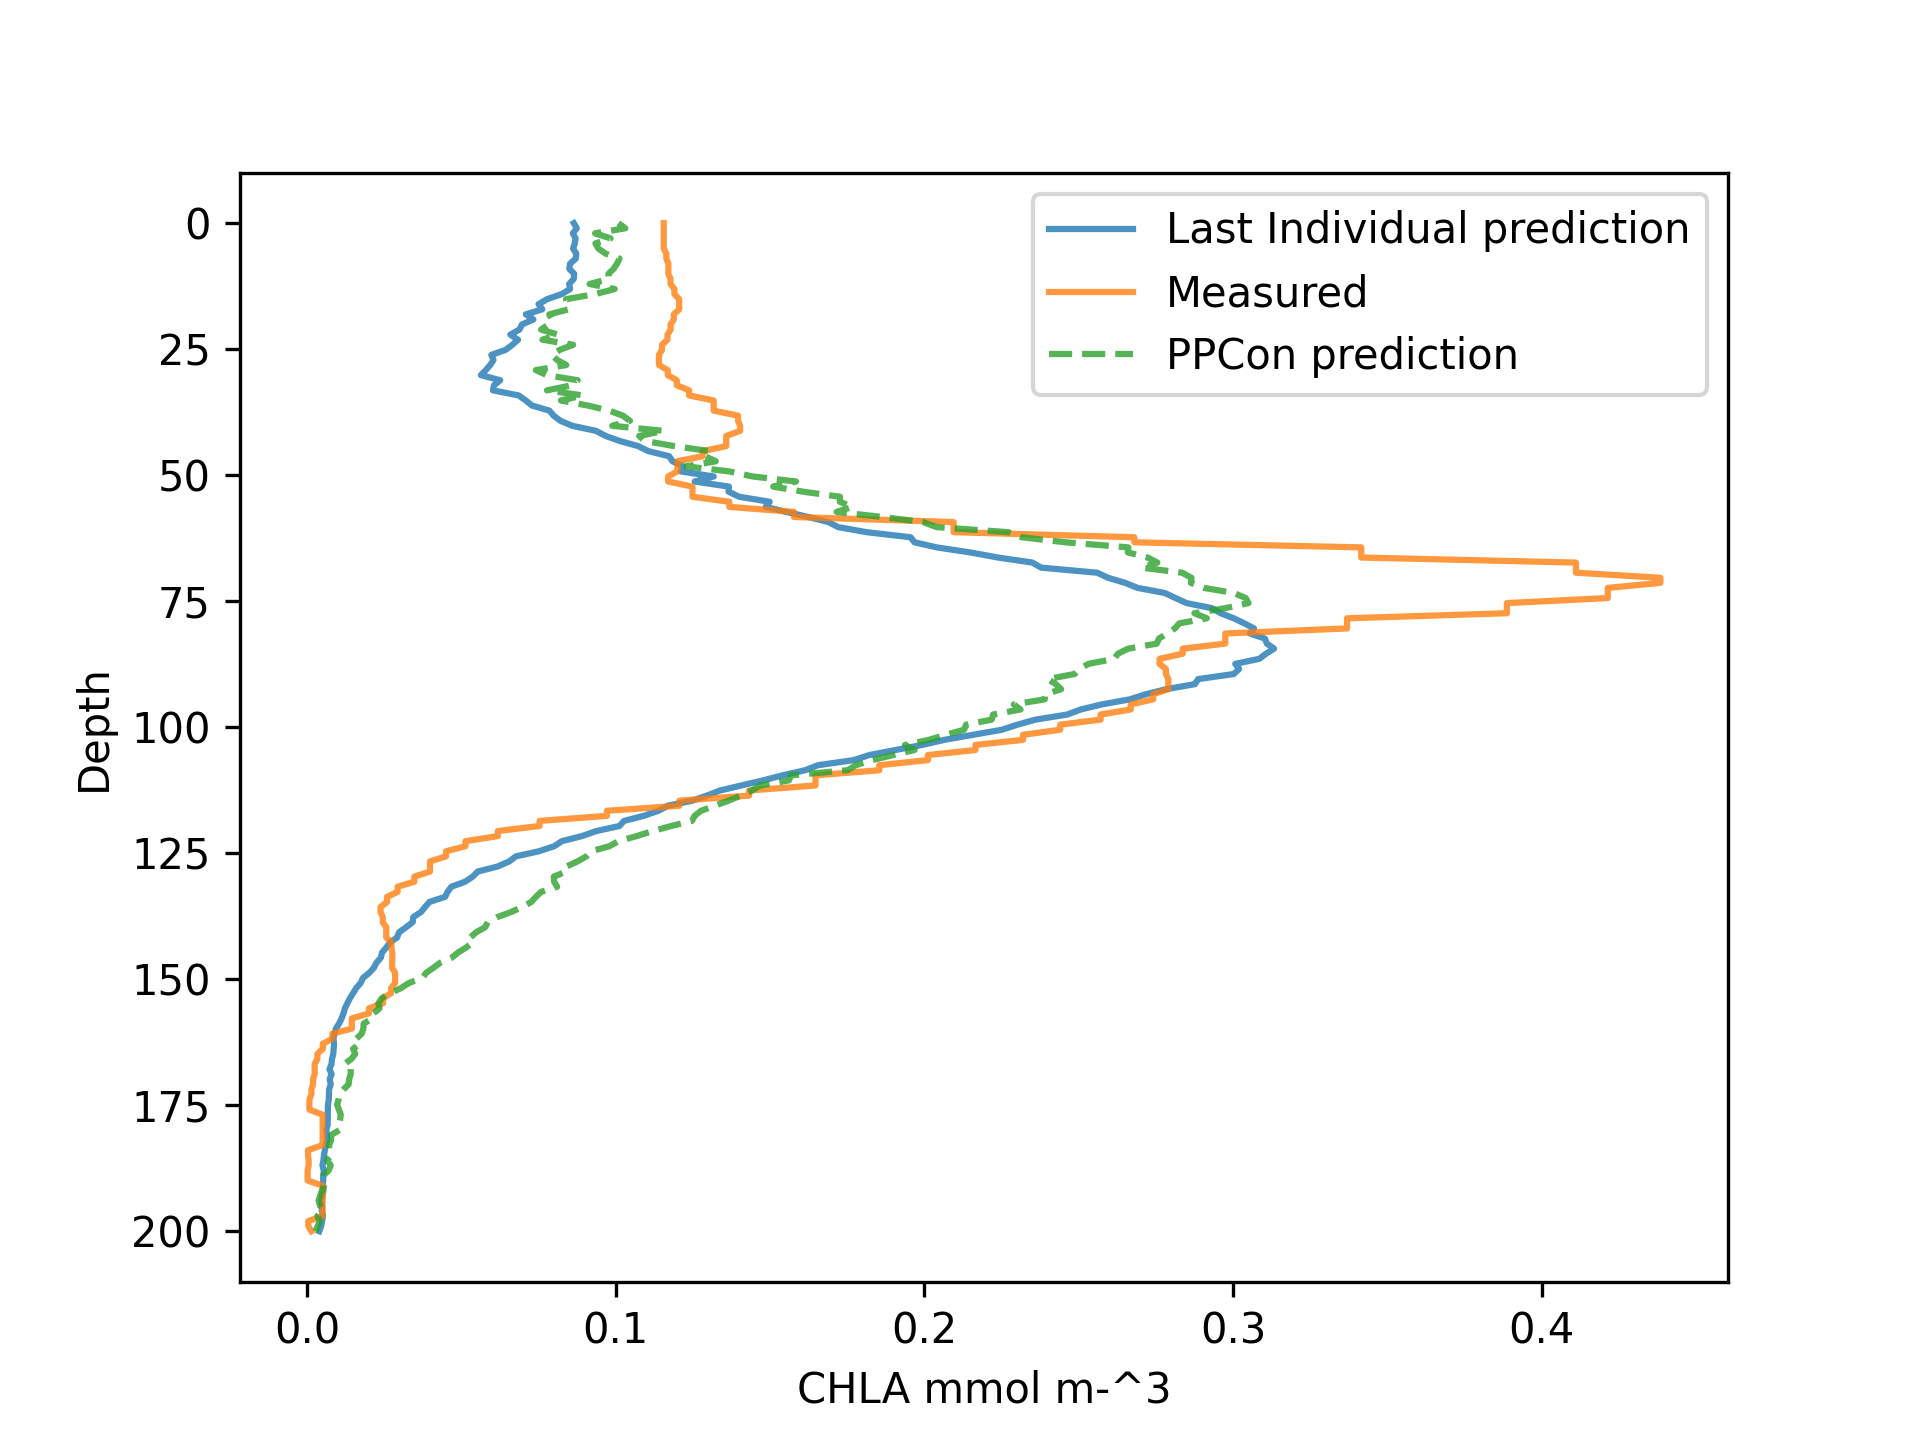 Last Individual prediction
Measured
PPCon prediction
0
25
50
75
100
125
150
175
200
Depth
0.0 0.1 0.2 0.3 0.4
CHLA mmol m-^3